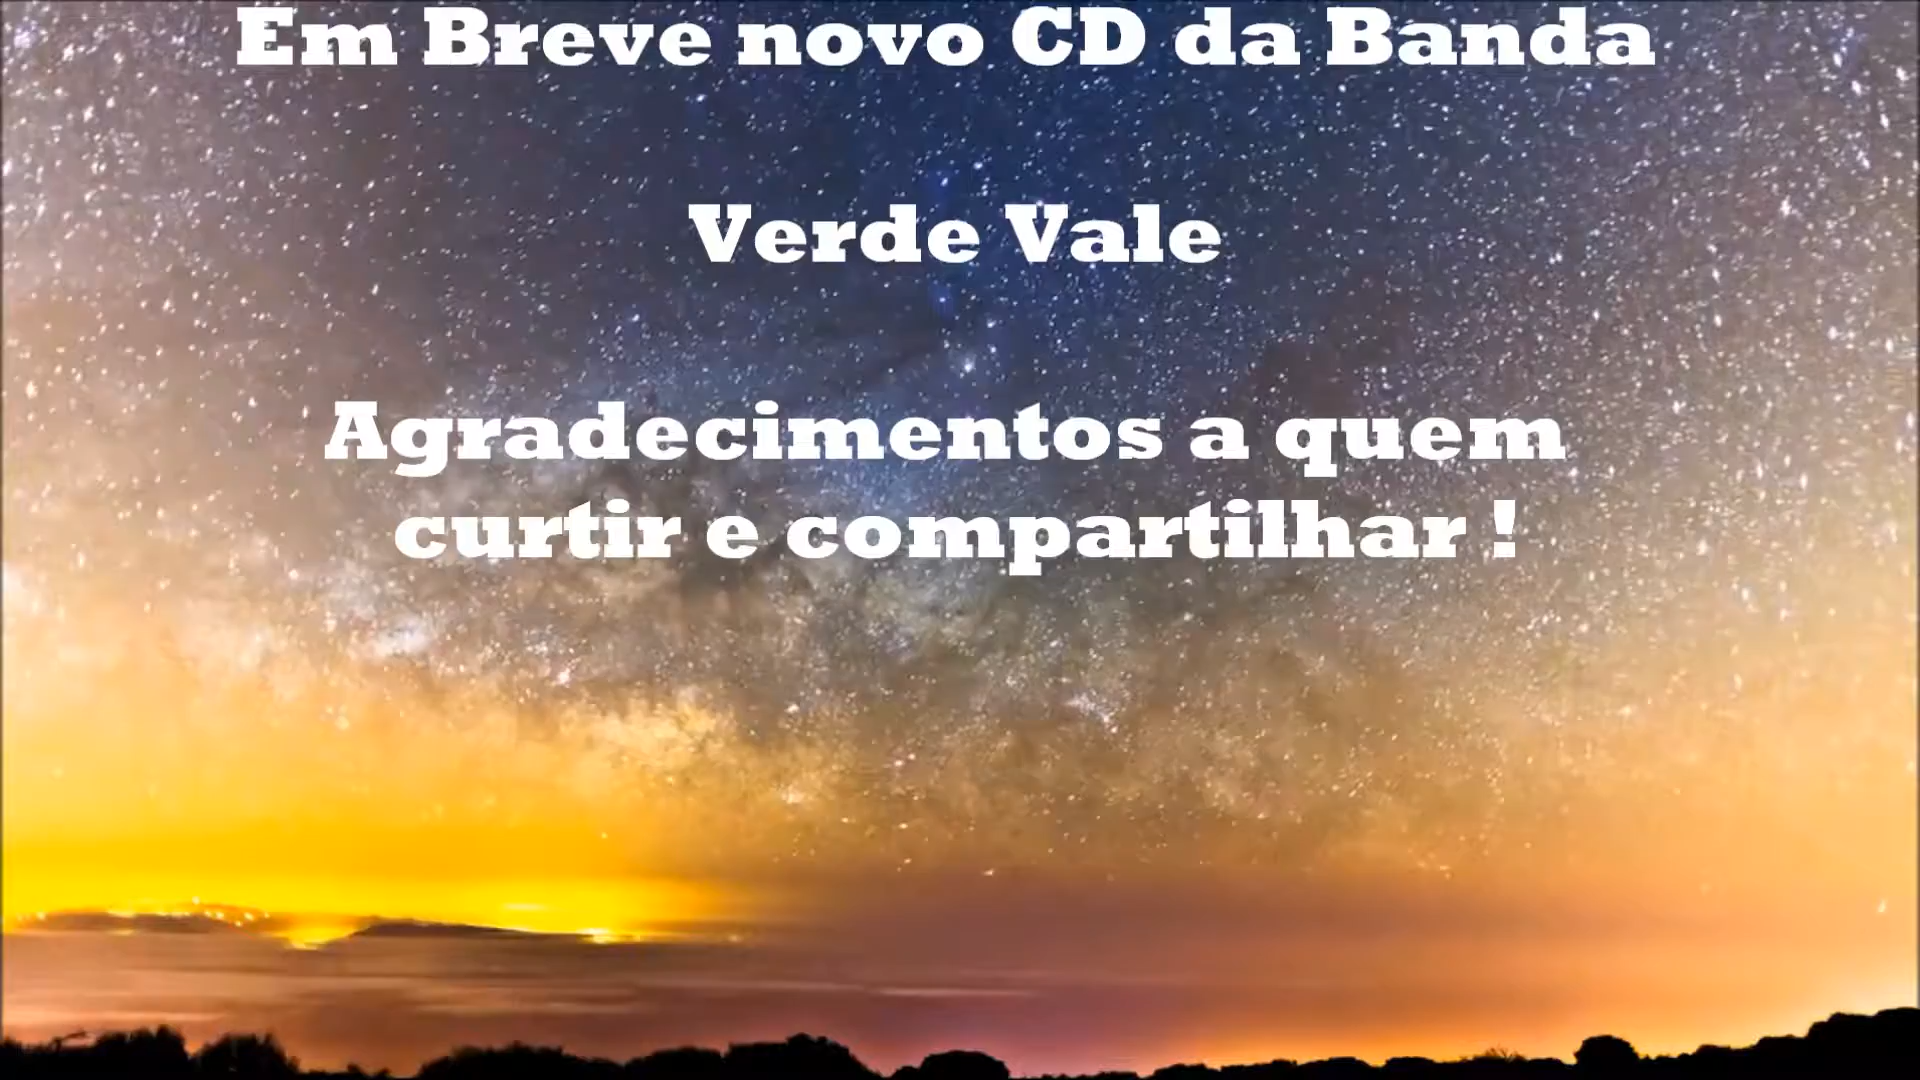 Em Breve novo CD da Banda
Verde Vale
Agradecimentos a quem
curtir e compartilhar !